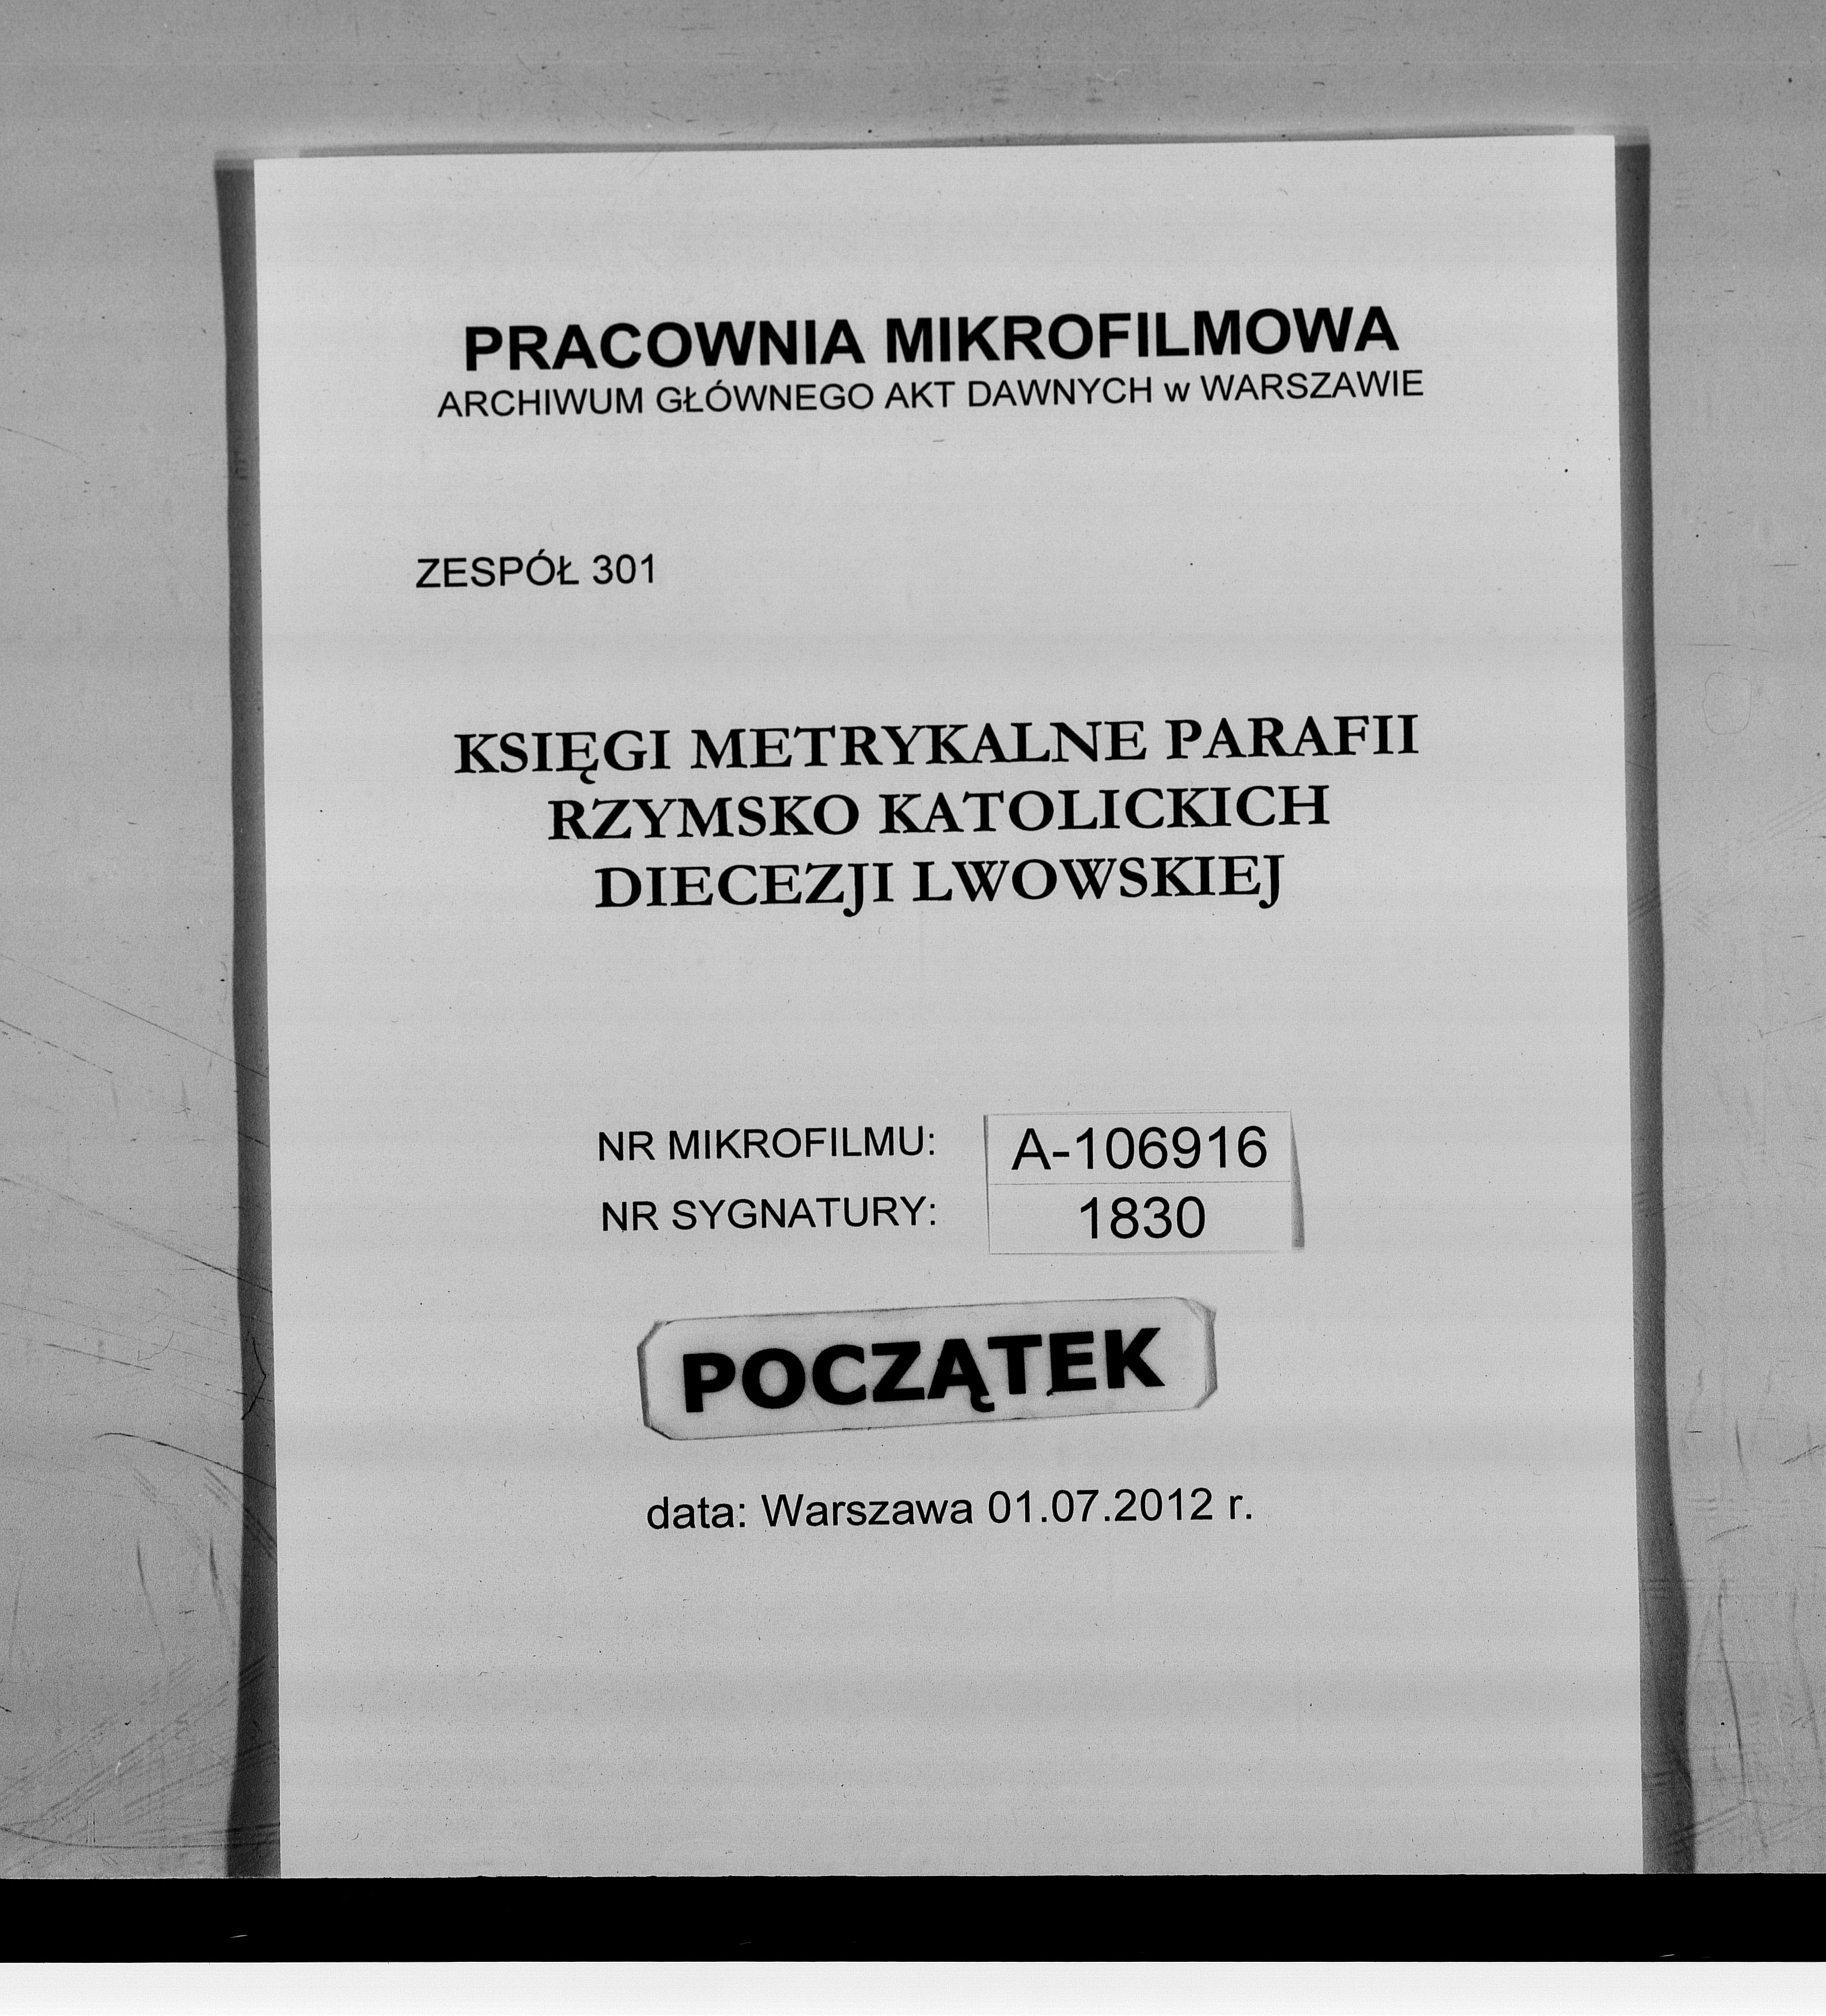 PRACOWNIA MIKROFILMOWA
ARCHIWUM GŁÓWNEGO AKT DAWNYCH w WARSZAWIE
ZESPÓŁ 301
KSIĘGI METRYKALNE PARAFII
RZYMSKO KATOLICKICH
DIECEZJI LWOWSKIEJ
NR MIKROFILMU: A-106916
NR SYGNATURY: 1830
POCZĄTEK
data: Warszawa 01.07.2012 r.